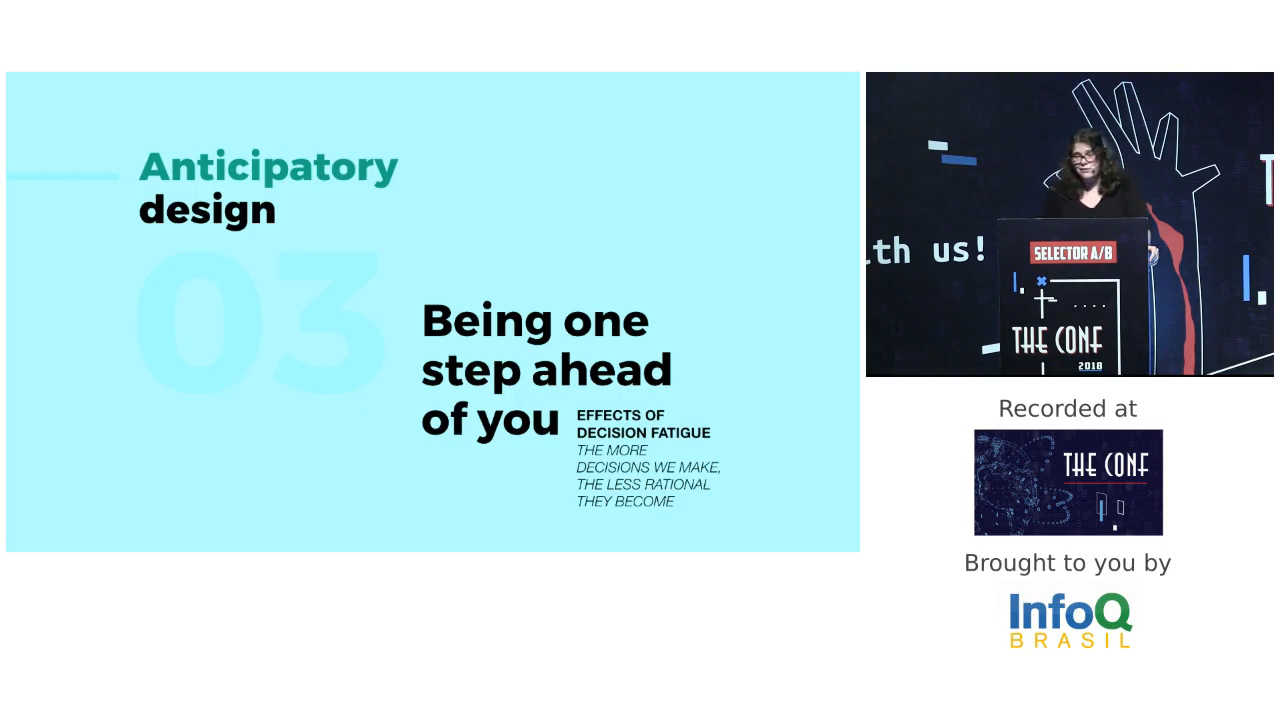 Anticipatory
design
03
Being one
step ahead
of you
EFFECTS OF
DECISION FATIGUE
THE MORE
DECISIONS WE MAKE,
THE LESS RATIONAL
THEY BECOME
th us!
SELECTOR A/B
THE CONF
2018
T
Recorded at
THE CONF
Brought to you by
InfoQ
BRASIL